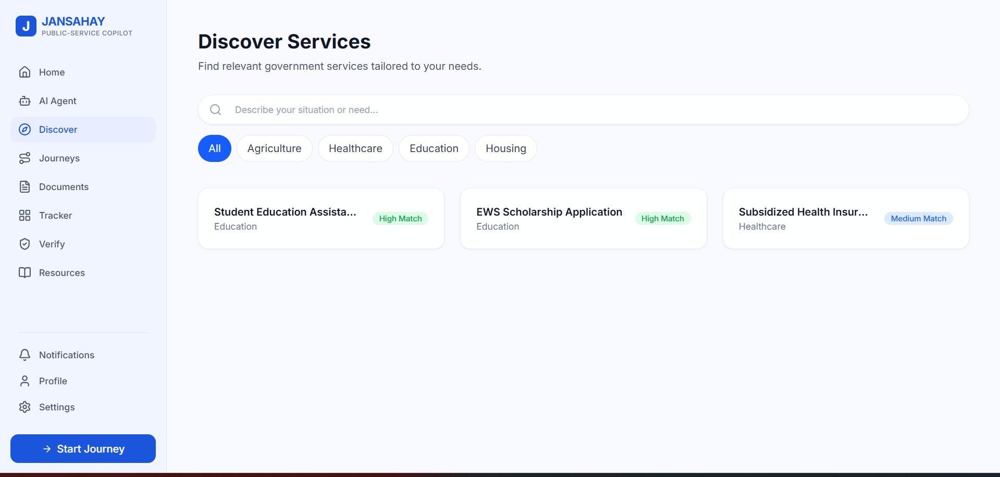 J
JANSAHAY
PUBLIC-SERVICE COPILOT
Home
AI Agent
Discover
Journeys
Documents
Tracker
Verify
Resources
Notifications
Profile
Settings
Start Journey
Discover Services
Find relevant government services tailored to your needs.
Describe your situation or need...
All Agriculture Healthcare Education Housing
Student Education Assista...
Education
High Match
EWS Scholarship Application
Education
High Match
Subsidized Health Insur...
Healthcare
Medium Match